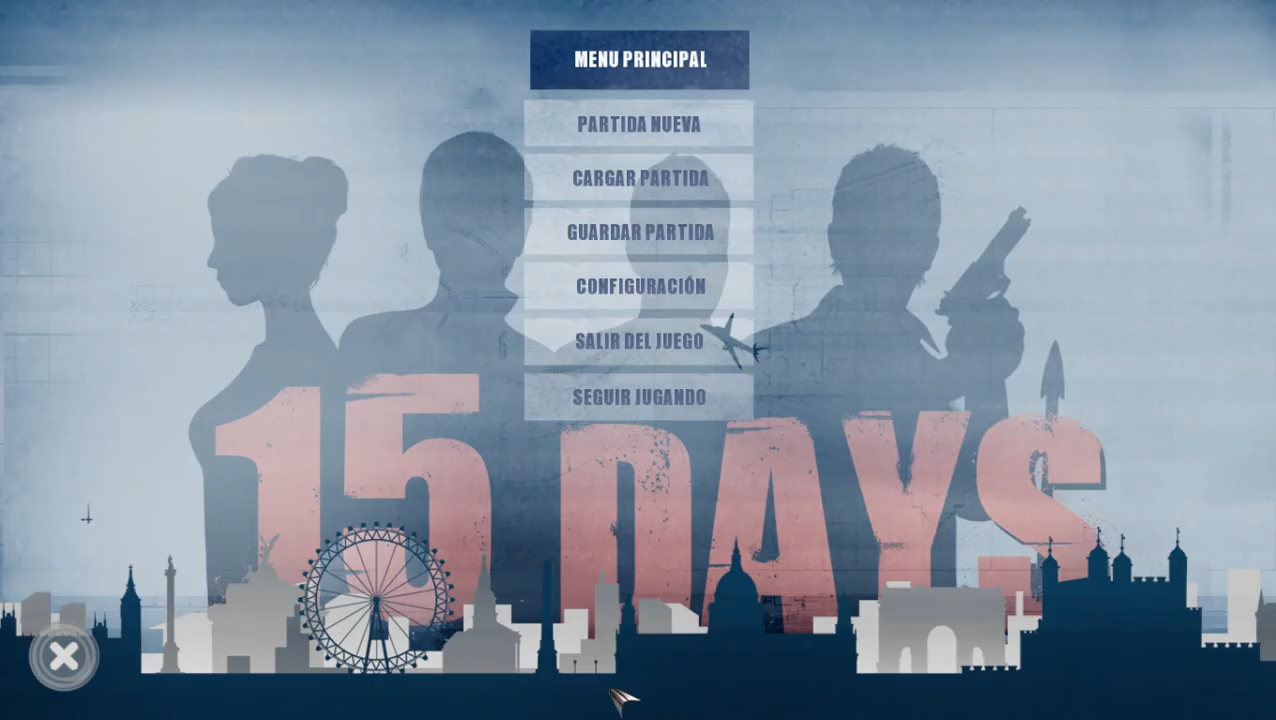 MENU PRINCIPAL
PARTIDA NUEVA
CARGAR PARTIDA
GUARDAR PARTIDA
CONFIGURACIÓN
SALIR DEL JUEGO
SEGUIR JUGANDO
15 DAYS